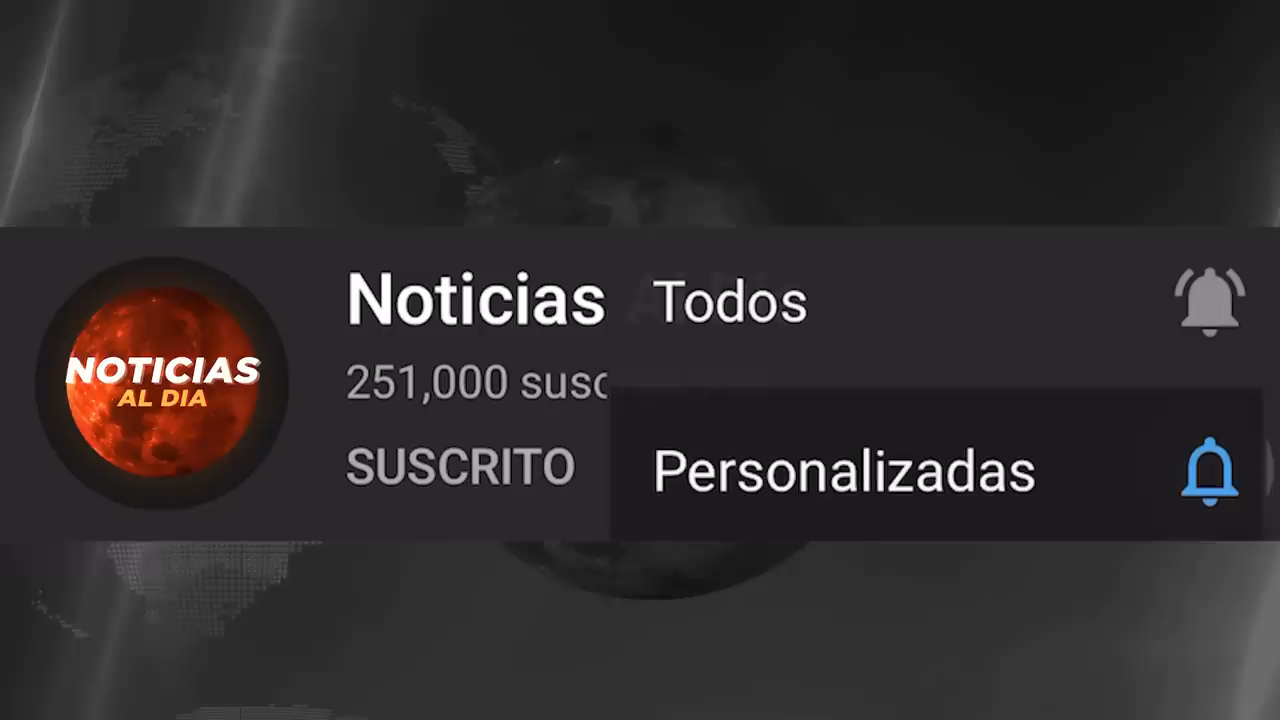 NOTICIAS
AL DIA
Noticias
251,000 susc
SUSCRITO
Todos
Personalizadas